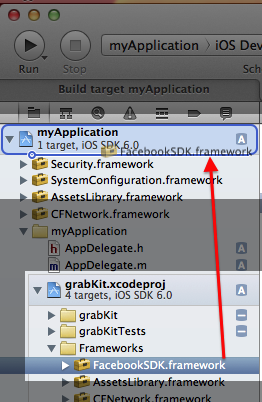 myApplication
iOS Dev
Run
Stop
Build target myApplication
myApplication
1 target, iOS SDK 6.0
A
FacebookSDK.framework
Security.framework
SystemConfiguration.framework
AssetsLibrary.framework
CFNetwork.framework
myApplication
AppDelegate.h
A
AppDelegate.m
A
grabKit.xcodeproj
4 targets, iOS SDK 6.0
A
grabKit
grabKitTests
Frameworks
FacebookSDK.framework
AssetsLibrary.framework
CFNetwork.framework